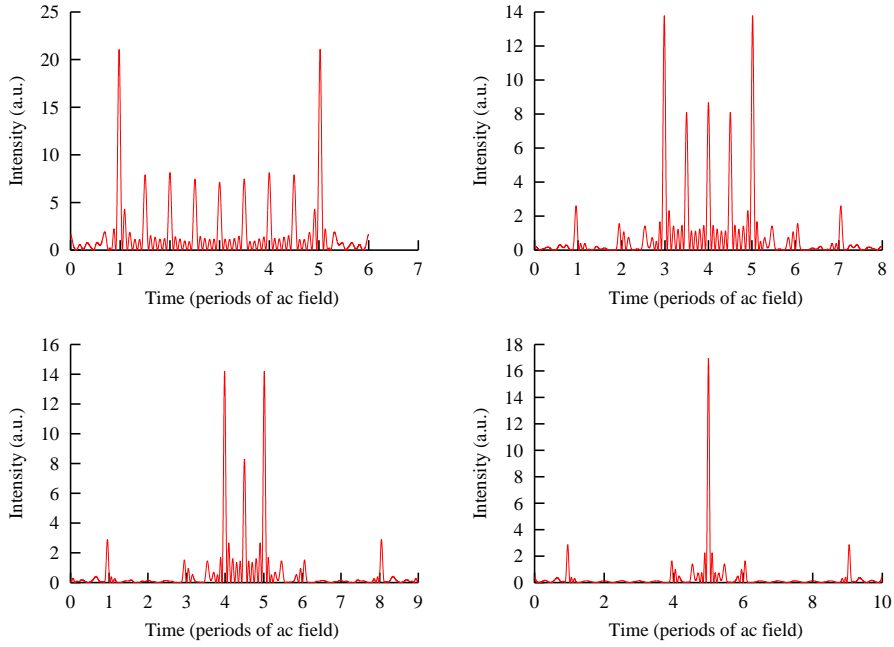 25
20
15
10
5
0
Intensity (a.u.)
0 1 2 3 4 5 6 7
Time (periods of ac field)
14
12
10
8
6
4
2
0
Intensity (a.u.)
0 1 2 3 4 5 6 7 8
Time (periods of ac field)
16
14
12
10
8
6
4
2
0
Intensity (a.u.)
0 1 2 3 4 5 6 7 8 9
Time (periods of ac field)
18
16
14
12
10
8
6
4
2
0
Intensity (a.u.)
0 2 4 6 8 10
Time (periods of ac field)